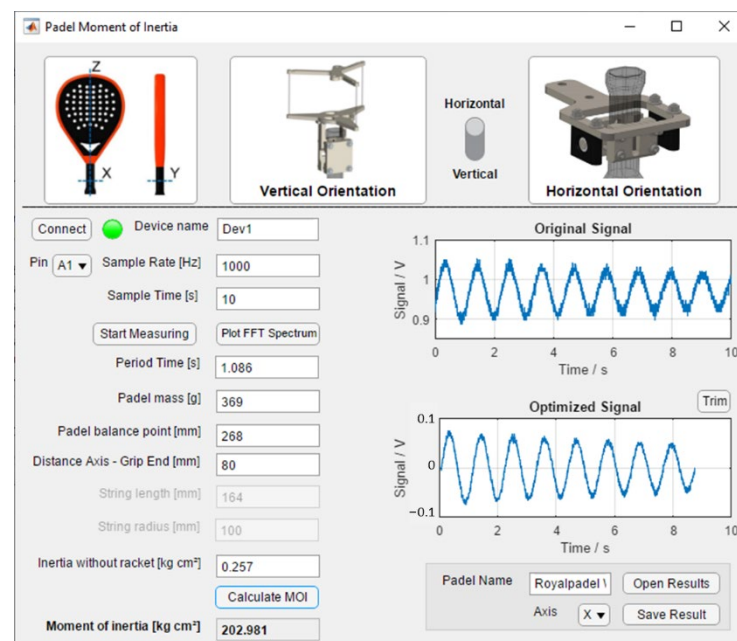 Padel Moment of Inertia
Z
X
Y
Vertical Orientation
Horizontal
Vertical
Horizontal Orientation
Connect
Device name
Dev1
Pin
A1
Sample Rate [Hz]
1000
Sample Time [s]
10
Start Measuring
Plot FFT Spectrum
Period Time [s]
1.086
Padel mass [g]
369
Padel balance point [mm]
268
Distance Axis - Grip End [mm]
80
String length [mm]
164
String radius [mm]
100
Inertia without racket [kg cm²]
0.257
Calculate MOI
Moment of inertia [kg cm²]
202.981
Original Signal
1.1
1
0.9
Signal / V
0 2 4 6 8 10
Time / s
Trim
Optimized Signal
0.1
0
−0.1
Signal / V
0 2 4 6 8 10
Time / s
Padel Name
Royalpadel \
Open Results
Axis
X
Save Result